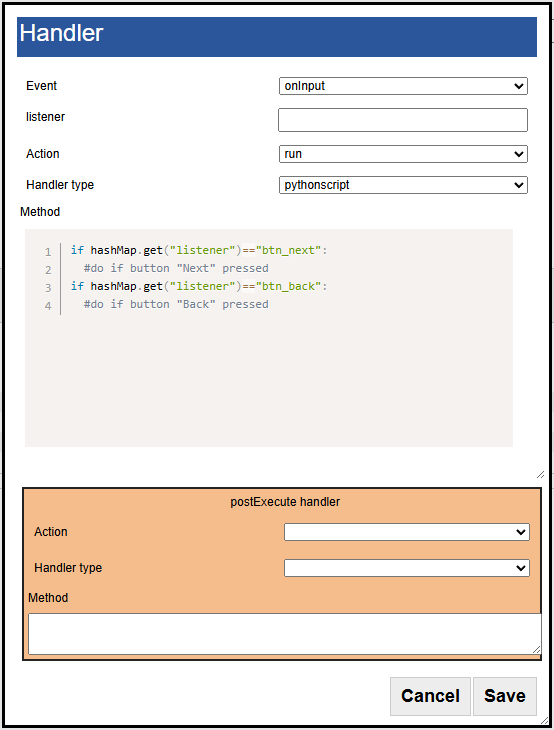 Handler
Event onInput
listener
Action run
Handler type pythonscript
Method
1 if hashMap.get("listener")=="btn_next":
2   #do if button "Next" pressed
3 if hashMap.get("listener")=="btn_back":
4   #do if button "Back" pressed
postExecute handler
Action
Handler type
Method
Cancel Save